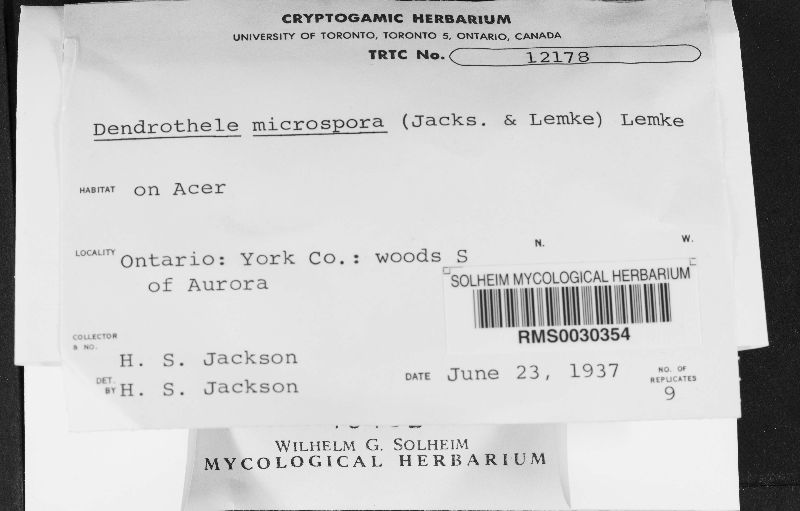 CRYPTOGAMIC HERBARIUM
UNIVERSITY OF TORONTO, TORONTO 5, ONTARIO, CANADA
TRTC No. 12178
Dendrothele microspora (Jacks. & Lemke) Lemke
HABITAT on Acer
N. W.
LOCALITY Ontario: York Co.: woods S
of Aurora
SOLHEIM MYCOLOGICAL HERBARIUM
RMS0030354
COLLECTOR
& NO.
H. S. Jackson
DET.
BY H. S. Jackson
DATE June 23, 1937
NO. OF
REPLICATES
9
WILHELM G. SOLHEIM
MYCOLOGICAL HERBARIUM